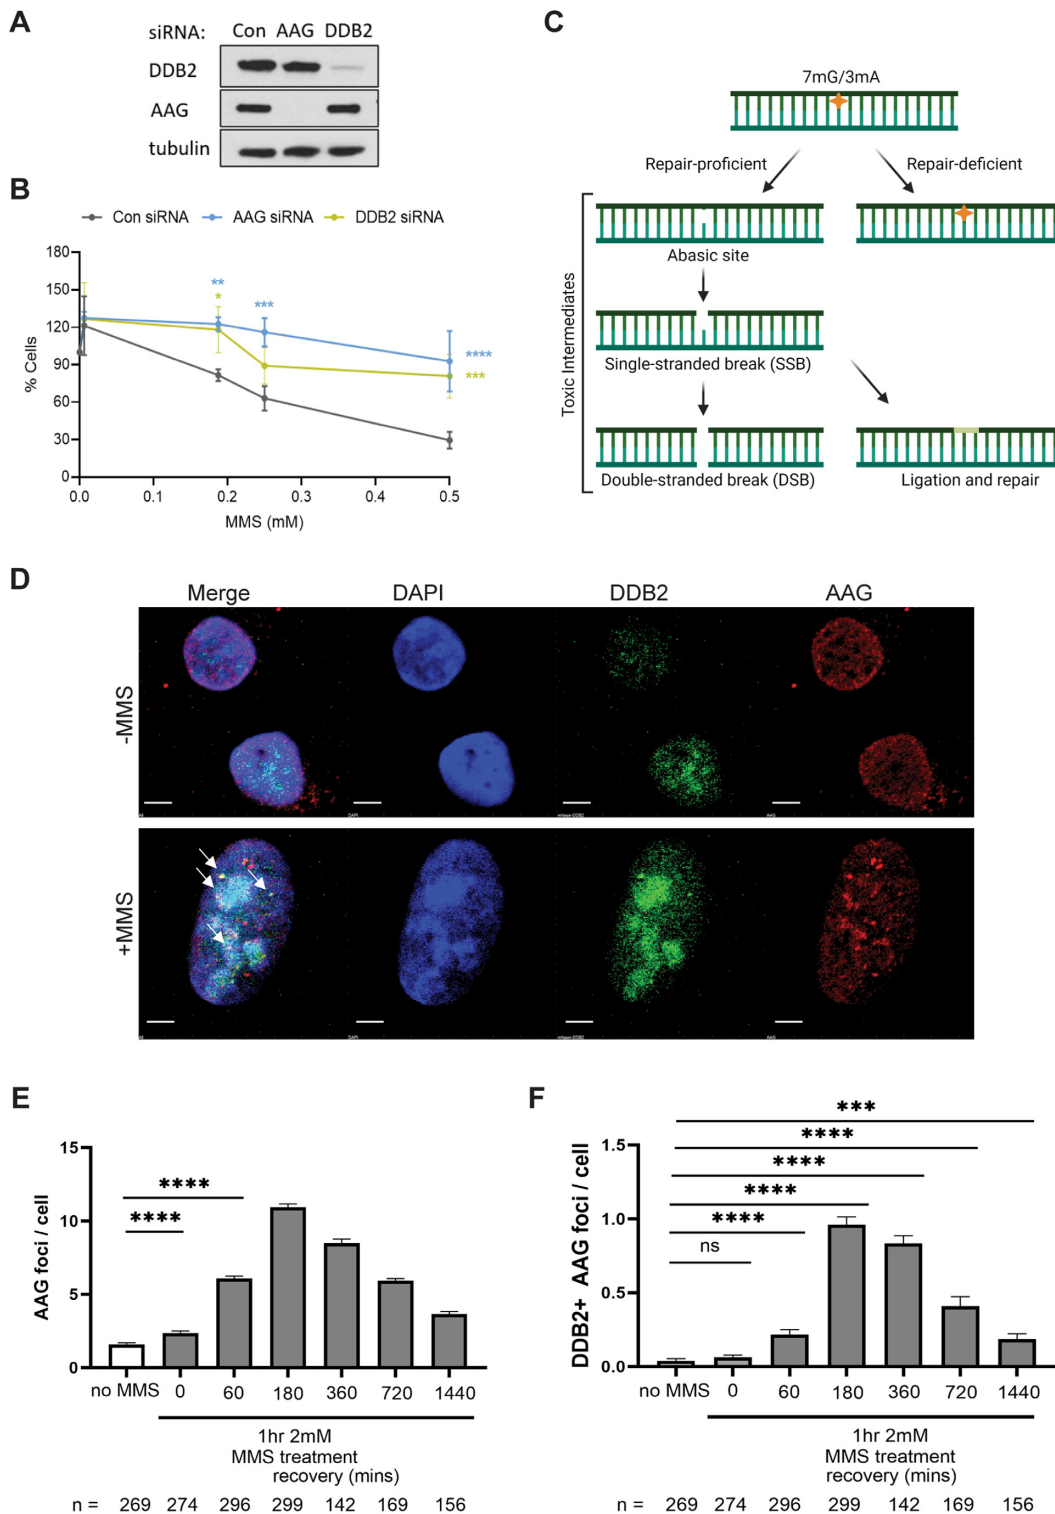 A
siRNA: Con AAG DDB2
DDB2
AAG
tubulin
B
Con siRNA AAG siRNA DDB2 siRNA
180
150
120
90
60
30
0
% Cells
** 
*
***
****
***
0.0 0.1 0.2 0.3 0.4 0.5
MMS (mM)
C
7mG/3mA
Repair-proficient Repair-deficient
Toxic Intermediates
Abasic site
Single-stranded break (SSB)
Double-stranded break (DSB) Ligation and repair
D
Merge DAPI DDB2 AAG
-MMS
+MMS
E
AAG foci / cell
15
10
5
0
****
****
no MMS 0 60 180 360 720 1440
1hr 2mM
MMS treatment
recovery (mins)
n = 269 274 296 299 142 169 156
F
DDB2+ AAG foci / cell
1.5
1.0
0.5
0.0
***
****
****
****
****
ns
no MMS 0 60 180 360 720 1440
1hr 2mM
MMS treatment
recovery (mins)
n = 269 274 296 299 142 169 156